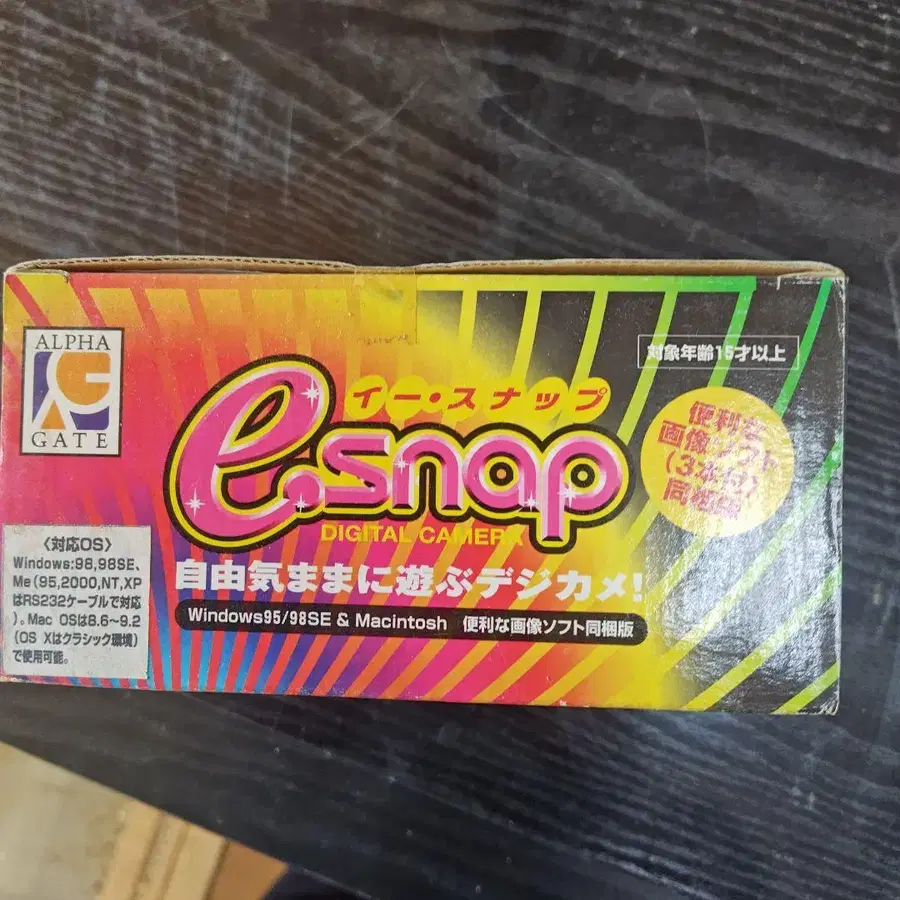 ALPHA
GATE
対象年齢15才以上
イー・スナップ
e.snap
DIGITAL CAMERA
便利な
画像ソフト
(3本付)
同梱版
自由気ままに遊ぶデジカメ!
Windows95/98SE & Macintosh 便利な画像ソフト同梱版
〈対応OS〉
Windows:98,98SE、
Me(95,2000,NT,XP
はRS232ケーブルで対応
)。Mac OSは8.6~9.2
(OS Xはクラシック環境)
で使用可能。